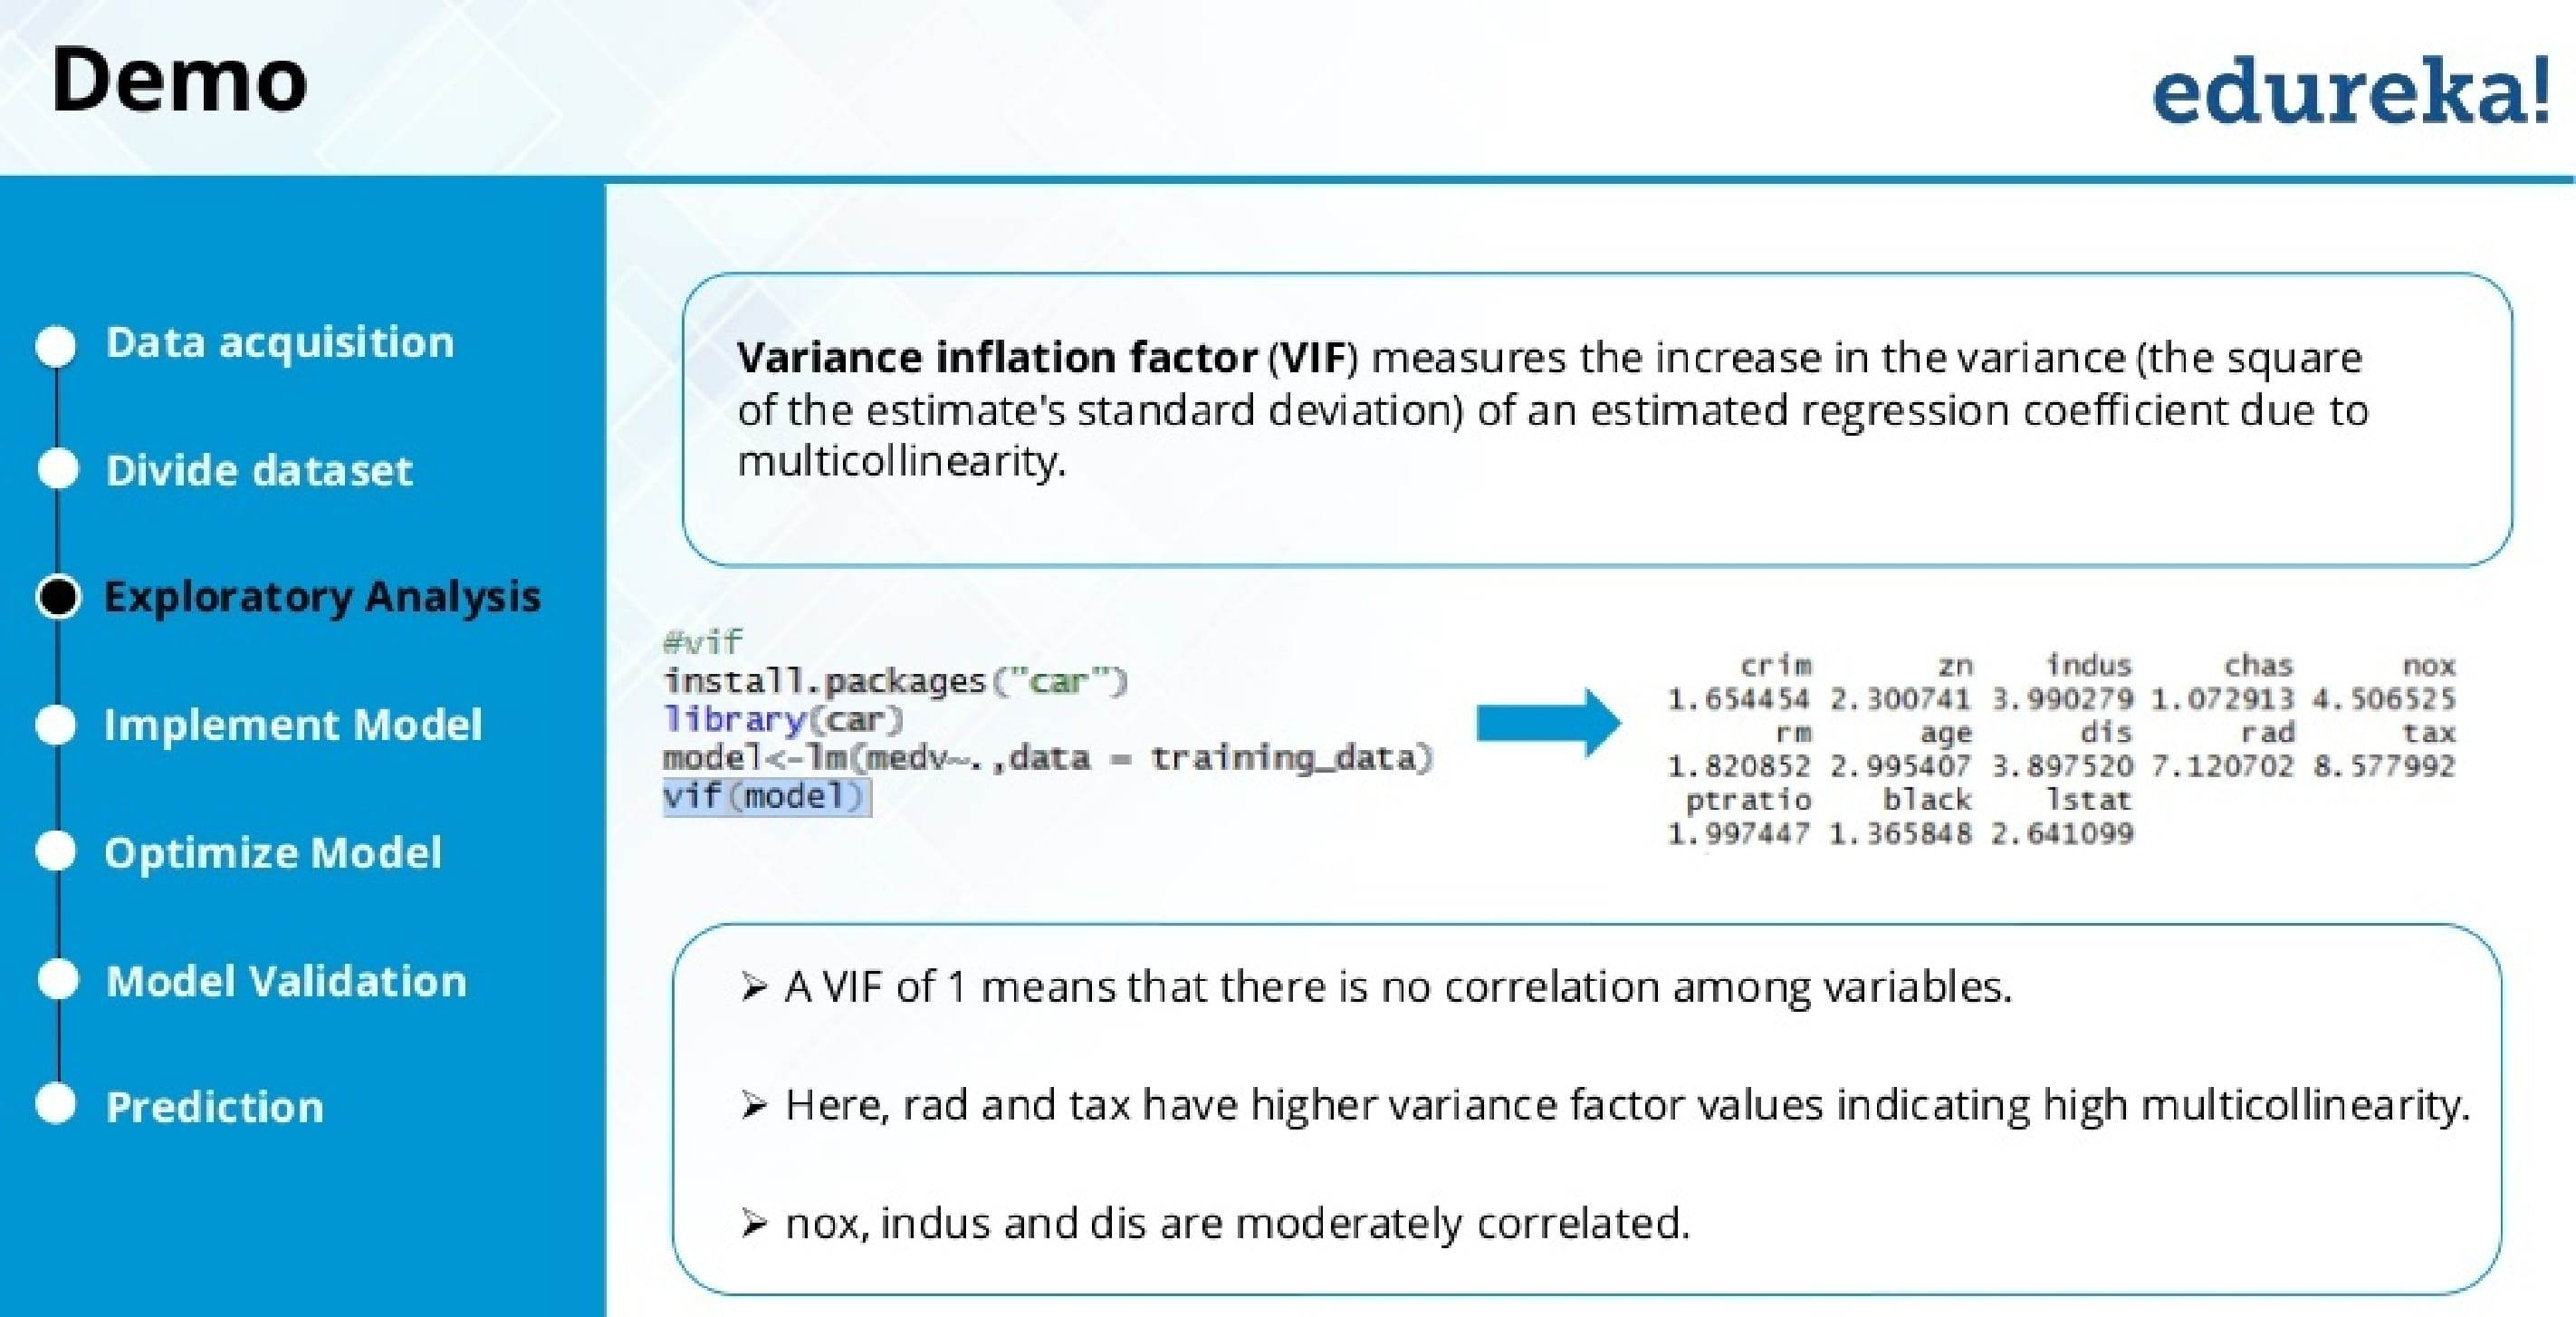 Demo
edureka!
Data acquisition
Divide dataset
Exploratory Analysis
Implement Model
Optimize Model
Model Validation
Prediction
Variance inflation factor (VIF) measures the increase in the variance (the square
of the estimate's standard deviation) of an estimated regression coefficient due to
multicollinearity.
#vif
install.packages("car")
library(car)
model<-lm(medv~.,data = training_data)
vif(model)
crim zn indus chas nox
1.654454 2.300741 3.990279 1.072913 4.506525
rm age dis rad tax
1.820852 2.995407 3.897520 7.120702 8.577992
ptratio black lstat
1.997447 1.365848 2.641099
➢ A VIF of 1 means that there is no correlation among variables.
➢ Here, rad and tax have higher variance factor values indicating high multicollinearity.
➢ nox, indus and dis are moderately correlated.